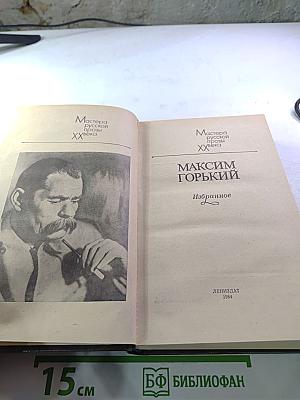 Мастера
русской
прозы
XX века
Мастера
русской
прозы
XX века
МАКСИМ
ГОРЬКИЙ
Избранное
ЛЕНИЗДАТ
1984
15 см
БФ БИБЛИОФАН